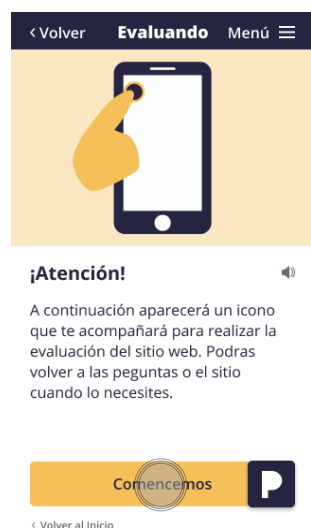 < Volver Evaluando Menú
¡Atención!
A continuación aparecerá un icono
que te acompañará para realizar la
evaluación del sitio web. Podras
volver a las peguntas o el sitio
cuando lo necesites.
Comencemos
P
< Volver al Inicio